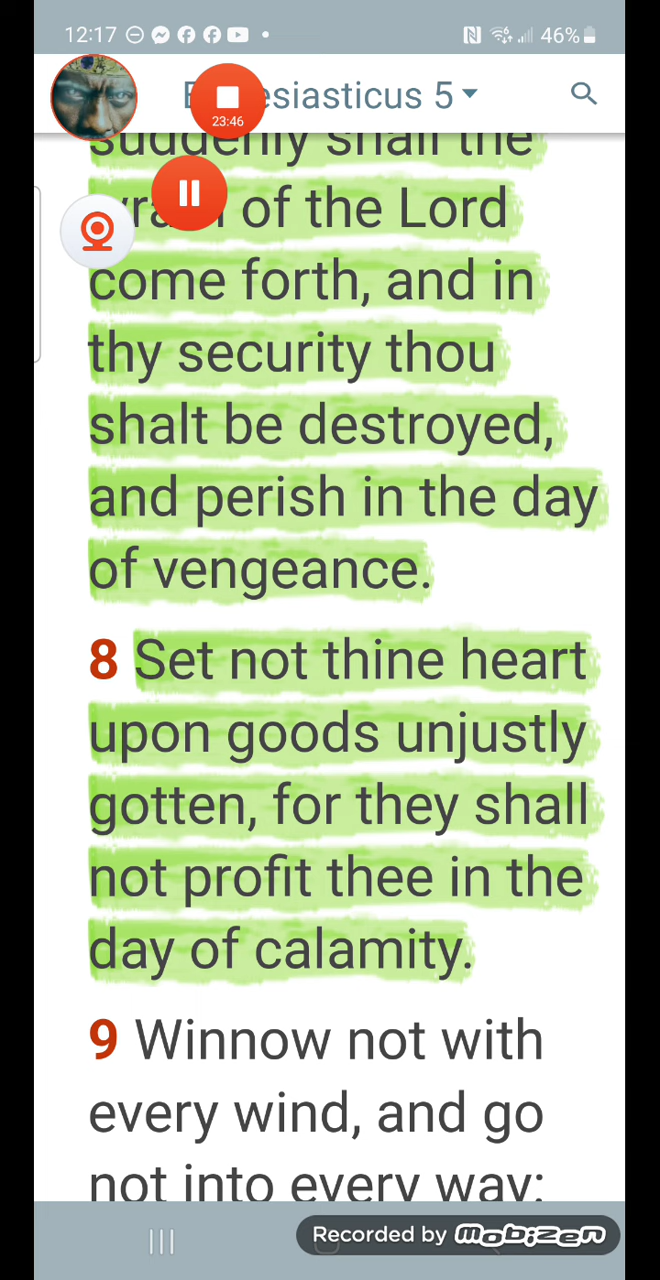 12:17 46%
esiasticus 5
23:46
suddenly shall the
of the Lord
come forth, and in
thy security thou
shalt be destroyed,
and perish in the day
of vengeance.
8 Set not thine heart
upon goods unjustly
gotten, for they shall
not profit thee in the
day of calamity.
9 Winnow not with
every wind, and go
not into every way:
Recorded by Mobizen